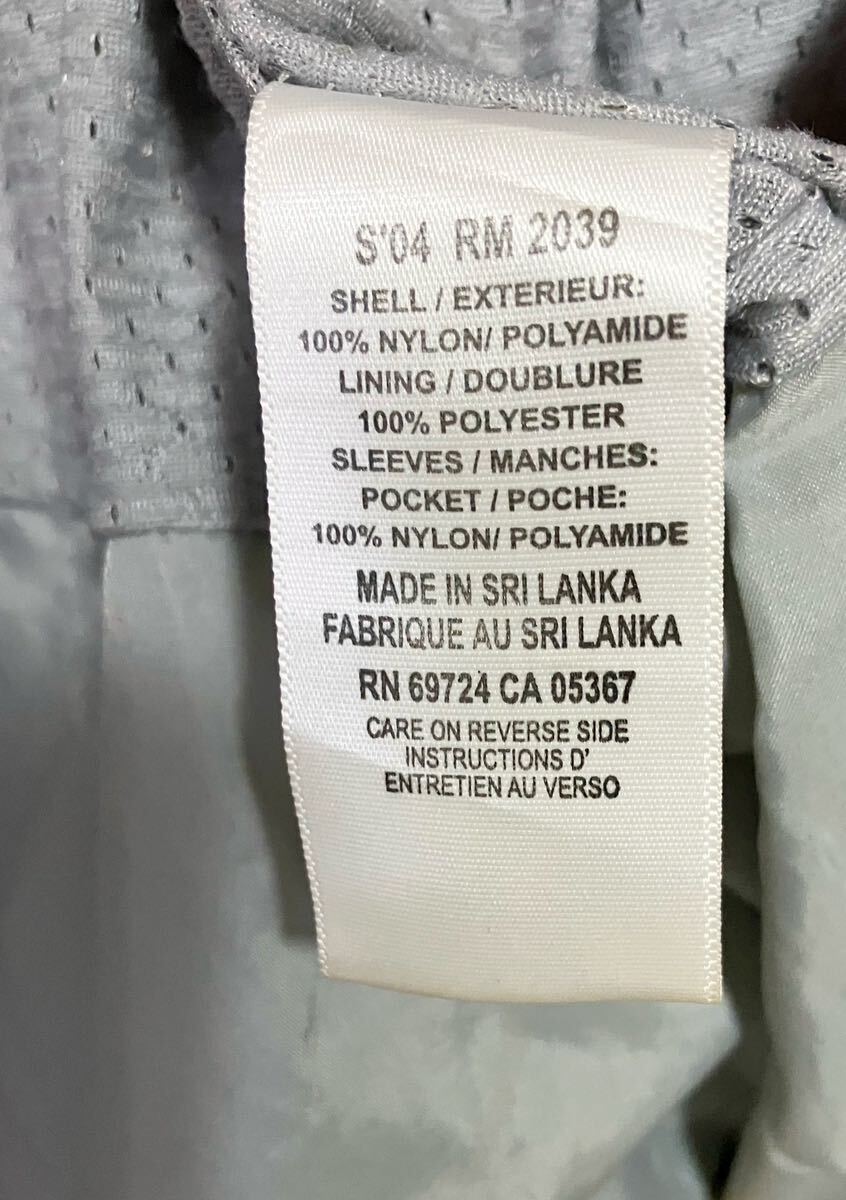 S'04 RM 2039
SHELL / EXTERIEUR:
100% NYLON/ POLYAMIDE
LINING / DOUBLURE
100% POLYESTER
SLEEVES / MANCHES:
POCKET / POCHE:
100% NYLON/ POLYAMIDE
MADE IN SRI LANKA
FABRIQUE AU SRI LANKA
RN 69724 CA 05367
CARE ON REVERSE SIDE
INSTRUCTIONS D'
ENTRETIEN AU VERSO